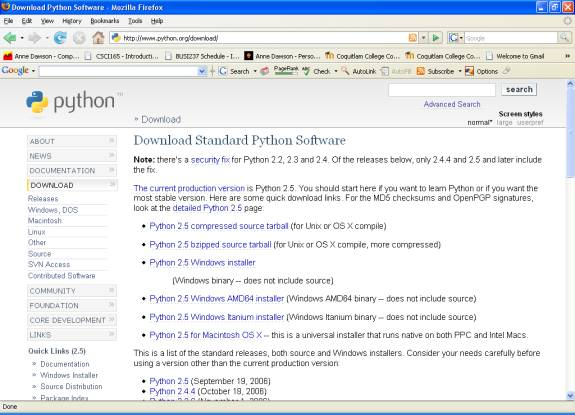 Download Python Software - Mozilla Firefox
File Edit View History Bookmarks Tools Help
http://www.python.org/download/
Google
Anne Dawson - Comp... CSCI165 - Introducti... BUSI237 Schedule - I... Anne Dawson - Perso... Coquitlam College Co... Coquitlam College Co... Welcome to Gmail
Google Search PageRank Check AutoLink AutoFill Subscribe Options
python™
search
Advanced Search
Screen styles
normal* large userpref
» Download
ABOUT »
NEWS »
DOCUMENTATION »
DOWNLOAD »
Releases
Windows, DOS
Macintosh
Linux
Other
Source
SVN Access
Contributed Software
COMMUNITY »
FOUNDATION »
CORE DEVELOPMENT »
LINKS »
Quick Links (2.5)
» Documentation
» Windows Installer
» Source Distribution
» Package Index
Download Standard Python Software
Note: there's a security fix for Python 2.2, 2.3 and 2.4. Of the releases below, only 2.4.4 and 2.5 and later include
the fix.
The current production version is Python 2.5. You should start here if you want to learn Python or if you want the
most stable version. Here are some quick download links. For the MD5 checksums and OpenPGP signatures,
look at the detailed Python 2.5 page:
Python 2.5 compressed source tarball (for Unix or OS X compile)
Python 2.5 bzipped source tarball (for Unix or OS X compile, more compressed)
Python 2.5 Windows installer
(Windows binary -- does not include source)
Python 2.5 Windows AMD64 installer (Windows AMD64 binary -- does not include source)
Python 2.5 Windows Itanium installer (Windows Itanium binary -- does not include source)
Python 2.5 for Macintosh OS X -- this is a universal installer that runs native on both PPC and Intel Macs.
This is a list of the standard releases, both source and Windows installers. Consider your needs carefully before
using a version other than the current production version:
Python 2.5 (September 19, 2006)
Python 2.4.4 (October 18, 2006)
Done